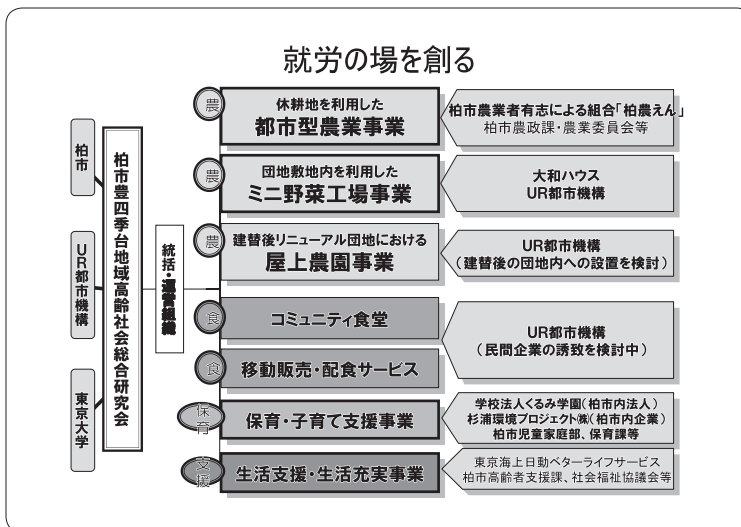 就労の場を創る
柏市
UR都市機構
東京大学
柏市豊四季台地域高齢社会総合研究会
統括・運営組織
農
休耕地を利用した
都市型農業事業
柏市農業者有志による組合「柏農えん」
柏市農政課・農業委員会等
農
団地敷地内を利用した
ミニ野菜工場事業
大和ハウス
UR都市機構
農
建替後リニューアル団地における
屋上農園事業
UR都市機構
(建替後の団地内への設置を検討)
食
コミュニティ食堂
食
移動販売・配食サービス
UR都市機構
(民間企業の誘致を検討中)
保育
保育・子育て支援事業
学校法人くるみ学園(柏市内法人)
杉浦環境プロジェクト㈱(柏市内企業)
柏市児童家庭部、保育課等
支援
生活支援・生活充実事業
東京海上日動ベターライフサービス
柏市高齢者支援課、社会福祉協議会等